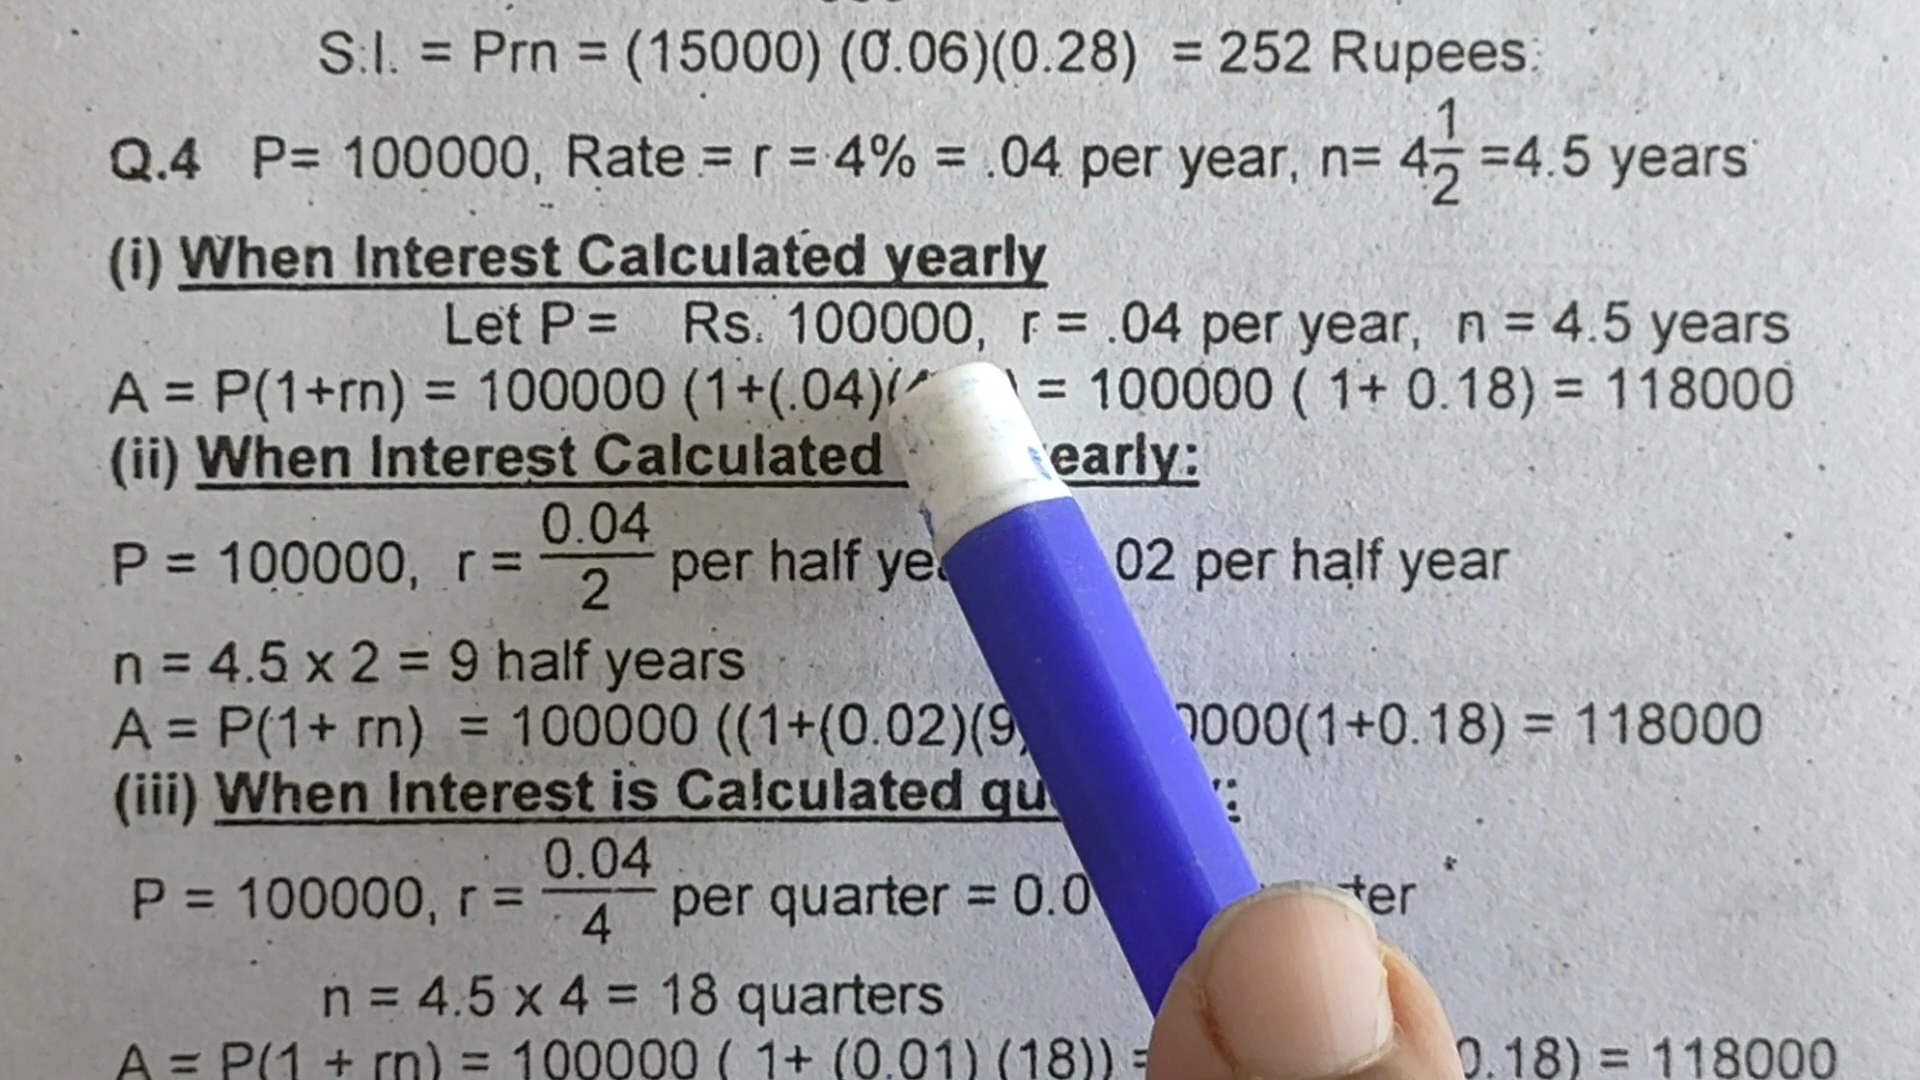 S.I. = Prn = (15000) (0.06)(0.28) = 252 Rupees.
Q.4 P= 100000, Rate = r = 4% = .04 per year, n= 4 1/2 =4.5 years
(i) When Interest Calculated yearly
Let P = Rs. 100000, r = .04 per year, n = 4.5 years
A = P(1+rn) = 100000 (1+(.04)( = 100000 ( 1+ 0.18) = 118000
(ii) When Interest Calculated
P = 100000, r = 0.04/2 per half 02 per half year
n = 4.5 x 2 = 9 half years
A = P(1+ rn) = 100000 ((1+(0.02)(9 0000(1+0.18) = 118000
(iii) When Interest is Calculated
P = 100000, r = 0.04/4 per quarter = 0.0
n = 4.5 x 4 = 18 quarters
A = P(1 + rn) = 100000 ( 1+ (0.01) (18)) = 0.18) = 118000